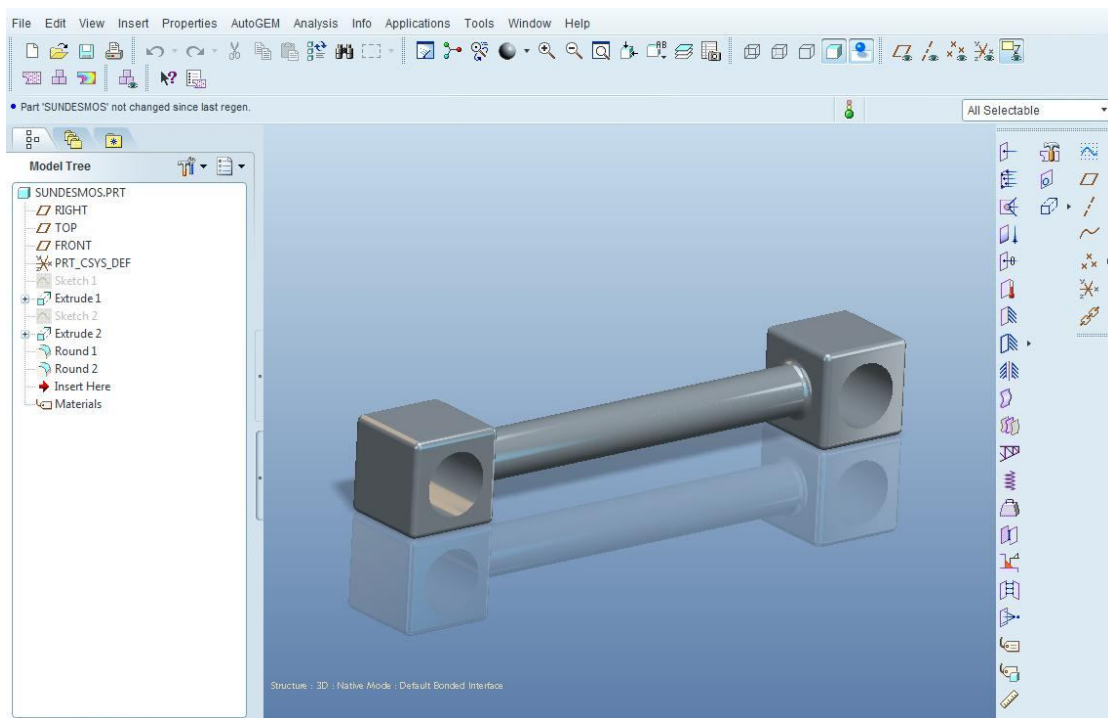 File Edit View Insert Properties AutoGEM Analysis Info Applications Tools Window Help
Part 'SUNDESMOS' not changed since last regen.
All Selectable
Model Tree
SUNDESMOS.PRT
RIGHT
TOP
FRONT
PRT_CSYS_DEF
Sketch 1
Extrude 1
Sketch 2
Extrude 2
Round 1
Round 2
Insert Here
Materials
Structure : 3D : Native Mode : Default Bonded Interface